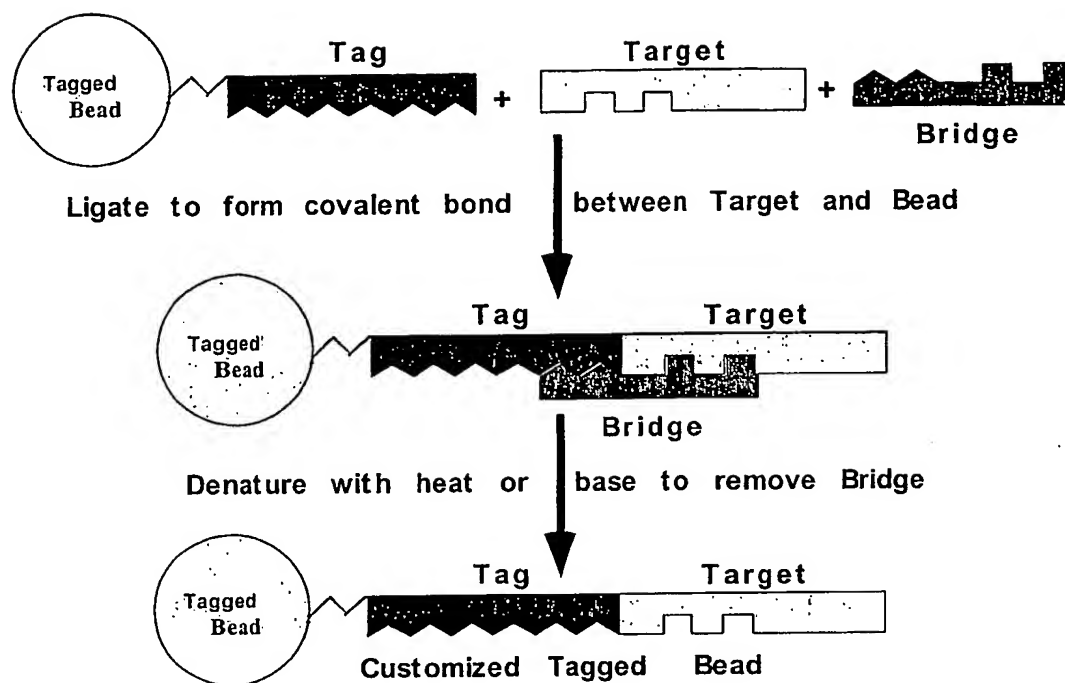 Tag
Target
Tagged
Bead
+
+
Bridge
Ligate to form covalent bond between Target and Bead
Tag
Target
Tagged
Bead
Bridge
Denature with heat or base to remove Bridge
Tag
Target
Tagged
Bead
Customized Tagged Bead